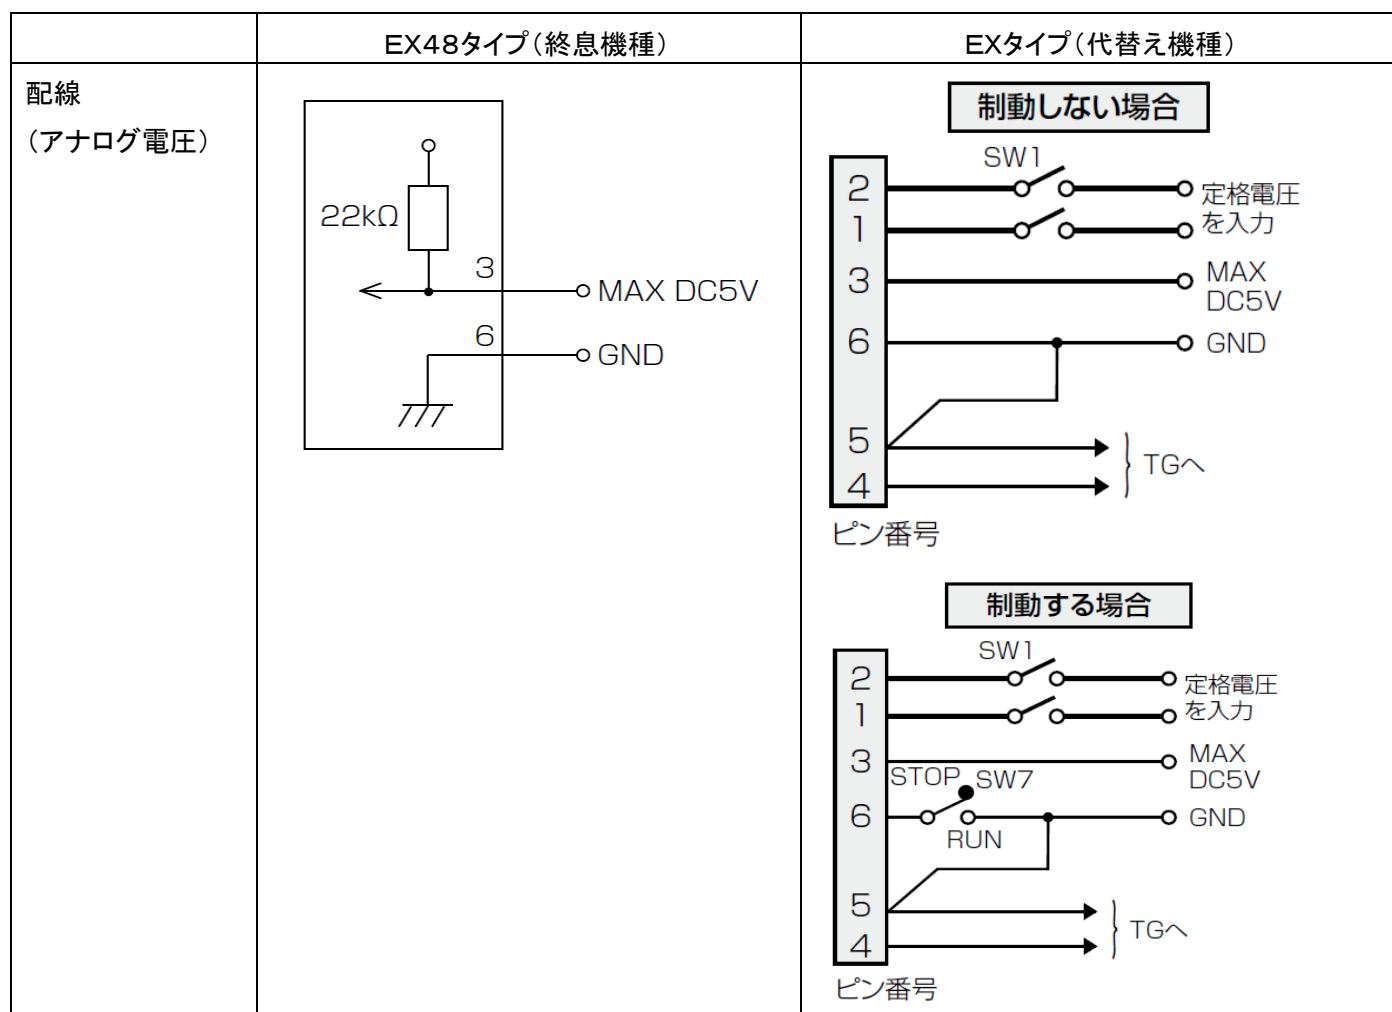 EX48タイプ（終息機種）
EXタイプ（代替え機種）
配線
（アナログ電圧）
22kΩ
3
MAX DC5V
6
GND
制動しない場合
SW1
2
定格電圧
1
を入力
3
MAX
DC5V
6
GND
5
TGへ
4
ピン番号
制動する場合
SW1
2
定格電圧
1
を入力
3
MAX
DC5V
STOP SW7
6
GND
RUN
5
TGへ
4
ピン番号